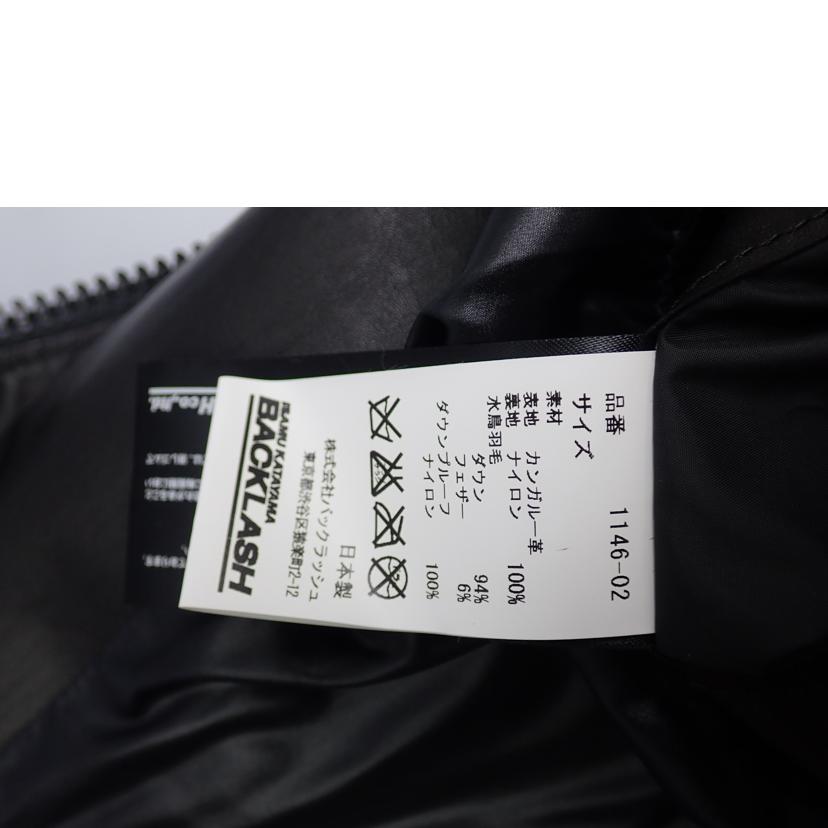 品番 1146-02
サイズ
素材
表地 カンガルー革
裏地 ナイロン 100%
水鳥羽毛
ダウン 94%
フェザー 6%
ダウンプルーフ
ナイロン 100%
日本製
株式会社バックラッシュ
東京都渋谷区猿楽町2-12
ISAMU KATAYAMA
BACKLASH
H co.,ltd.